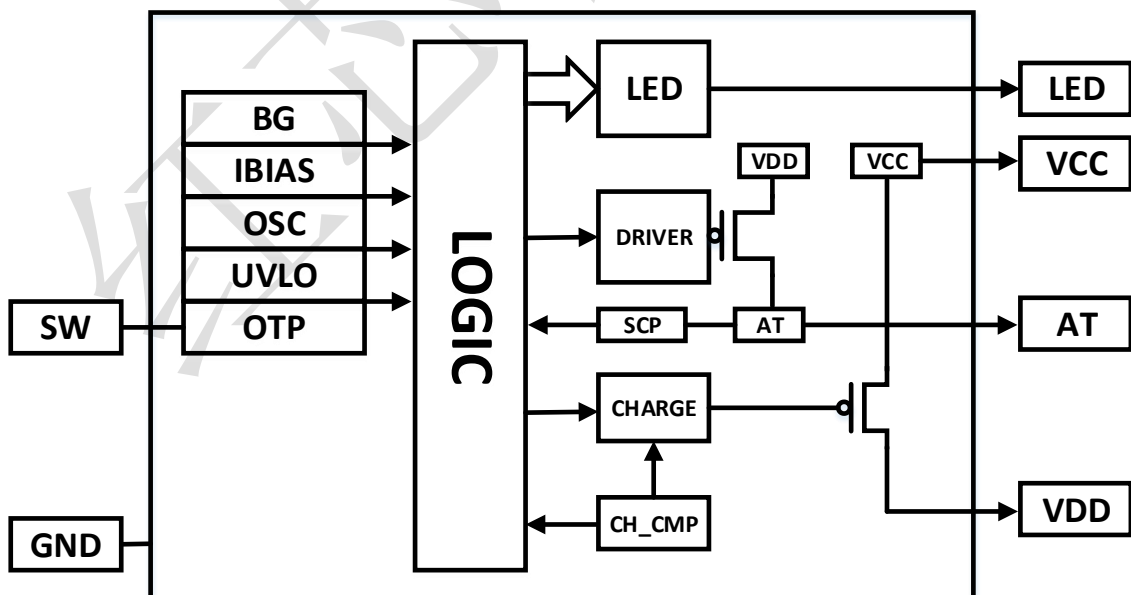 BG
IBIAS
OSC
UVLO
OTP
SW
GND
LOGIC
LED
VDD
VCC
DRIVER
SCP
AT
CHARGE
CH_CMP
LED
VCC
AT
VDD